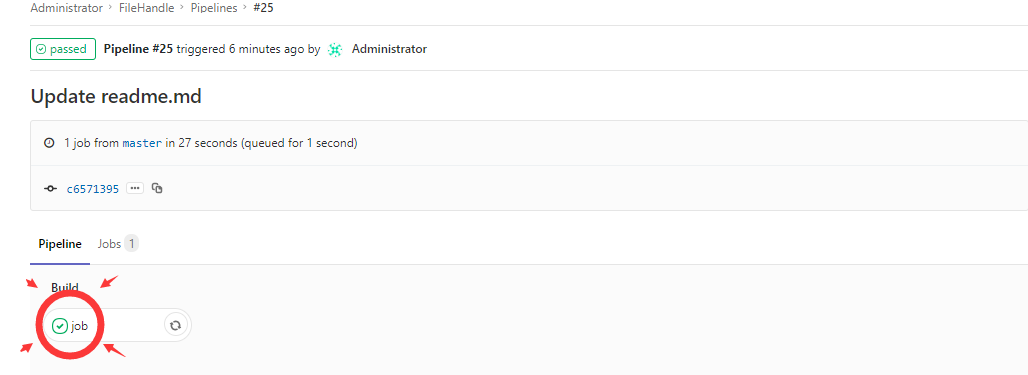 Administrator > FileHandle > Pipelines > #25
passed Pipeline #25 triggered 6 minutes ago by Administrator
Update readme.md
1 job from master in 27 seconds (queued for 1 second)
c6571395 ...
Pipeline Jobs 1
Build
job